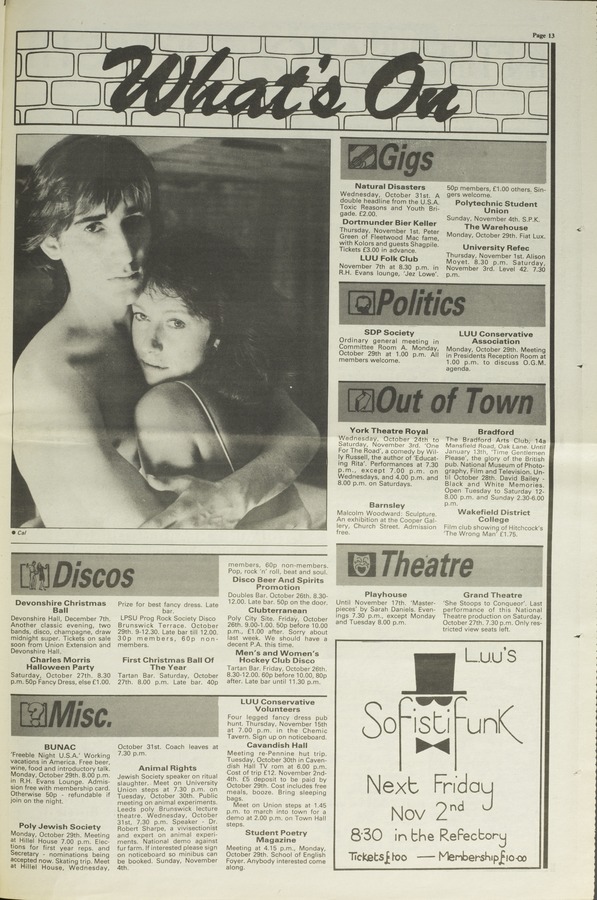 Page 13
What's On
Cal
Gigs
Natural Disasters
Wednesday, October 31st. A
double headline from the U.S.A.
Toxic Reasons and Youth Bri-
gade. £2.00.
Dortmunder Bier Keller
Thursday, November 1st. Peter
Green of Fleetwood Mac fame,
with Kolors and guests Shagpile.
Tickets £3.00 in advance.
LUU Folk Club
November 7th at 8.30 p.m. in
R.H. Evans lounge, 'Jez Lowe'.
50p members, £1.00 others. Sin-
gers welcome.
Polytechnic Student
Union
Sunday, November 4th. S.P.K.
The Warehouse
Monday, October 29th. Fiat Lux.
University Refec
Thursday, November 1st. Alison
Moyet. 8.30 p.m. Saturday,
November 3rd. Level 42. 7.30
p.m.
Politics
SDP Society
Ordinary general meeting in
Committee Room A. Monday,
October 29th at 1.00 p.m. All
members welcome.
LUU Conservative
Association
Monday, October 29th. Meeting
in Presidents Reception Room at
1.00 p.m. to discuss O.G.M.
agenda.
Out of Town
York Theatre Royal
Wednesday, October 24th to
Saturday, November 3rd. 'One
For The Road', a comedy by Wil-
ly Russell, the author of 'Educat-
ing Rita'. Performances at 7.30
p.m., except 7.00 p.m. on
Wednesdays, and 4.00 p.m. and
8.00 p.m. on Saturdays.
Barnsley
Malcolm Woodward: Sculpture.
An exhibition at the Cooper Gal-
lery, Church Street. Admission
free.
Bradford
The Bradford Arts Club, 14a
Mansfield Road, Oak Lane. Until
January 13th, 'Time Gentlemen
Please', the glory of the British
pub. National Museum of Photo-
graphy, Film and Television. Un-
til October 28th. David Bailey -
Black and White Memories.
Open Tuesday to Saturday 12-
8.00 p.m. and Sunday 2.30-6.00
p.m.
Wakefield District
College
Film club showing of Hitchcock's
'The Wrong Man' £1.75.
Theatre
Playhouse
Until November 17th. 'Master-
pieces' by Sarah Daniels. Even-
ings 7.30 p.m., except Monday
and Tuesday 8.00 p.m.
Grand Theatre
'She Stoops to Conqueror'. Last
performance of this National
Theatre production on Saturday,
October 27th. 7.30 p.m. Only res-
tricted view seats left.
Discos
Devonshire Christmas
Ball
Devonshire Hall, December 7th.
Another classic evening, two
bands, disco, champagne, draw
midnight super. Tickets on sale
soon from Union Extension and
Devonshire Hall.
Charles Morris
Halloween Party
Saturday, October 27th. 8.30
p.m. 50p Fancy Dress, else £1.00.
Prize for best fancy dress. Late
bar.
LPSU Prog Rock Society Disco
Brunswick Terrace. October
29th. 9-12.30. Late bar till 12.00.
30p members, 60p non-
members.
First Christmas Ball Of
The Year
Tartan Bar. Saturday, October
27th. 8.00 p.m. Late bar. 40p
members, 60p non-members.
Pop, rock 'n' roll, beat and soul.
Disco Beer And Spirits
Promotion
Doubles Bar. October 26th. 8.30-
12.00. Late bar. 50p on the door.
Clubterranean
Poly City Site. Friday, October
26th. 9.00-1.00. 50p before 10.00
p.m., £1.00 after. Sorry about
last week. We should have a
decent P.A. this time.
Men's and Women's
Hockey Club Disco
Tartan Bar. Friday, October 26th.
8.30-12.00. 60p before 10.00, 80p
after. Late bar until 11.30 p.m.
Misc.
BUNAC
'Freeble Night U.S.A.' Working
vacations in America. Free beer,
wine, food and introductory talk.
Monday, October 29th. 8.00 p.m.
in R.H. Evans Lounge. Admis-
sion free with membership card.
Otherwise 50p - refundable if
join on the night.
Poly Jewish Society
Monday, October 29th. Meeting
at Hillel House 7.00 p.m. Elec-
tions for first year reps. and
Secretary - nominations being
accepted now. Skating trip. Meet
at Hillel House, Wednesday,
October 31st. Coach leaves at
7.30 p.m.
Animal Rights
Jewish Society speaker on ritual
slaughter. Meet on University
Union steps at 7.30 p.m. on
Tuesday, October 30th. Public
meeting on animal experiments.
Leeds poly Brunswick lecture
theatre. Wednesday, October
31st. 7.30 p.m. Speaker - Dr.
Robert Sharpe, a vivisectionist
and expert on animal experi-
ments. National demo against
fur farm. If interested please sign
on noticeboard so minibus can
be booked. Sunday, November
4th.
LUU Conservative
Volunteers
Four legged fancy dress pub
hunt. Thursday, November 15th
at 7.00 p.m. in the Chemic
Tavern. Sign up on noticeboard.
Cavandish Hall
Meeting re-Pennine hut trip.
Tuesday, October 30th in Caven-
dish Hall TV rom at 6.00 p.m.
Cost of trip £12. November 2nd-
4th. £5 deposit to be paid by
October 29th. Cost includes free
meals, booze. Bring sleeping
bags.
Meet on Union steps at 1.45
p.m. to march into town for a
demo at 2.00 p.m. on Town Hall
steps.
Student Poetry
Magazine
Meeting at 4.15 p.m., Monday,
October 29th. School of English
Foyer. Anybody interested come
along.
Luu's
SofistiFunk
Next Friday
Nov 2nd
8·30 in the Refectory
Tickets £1·00 — Membership £10·00